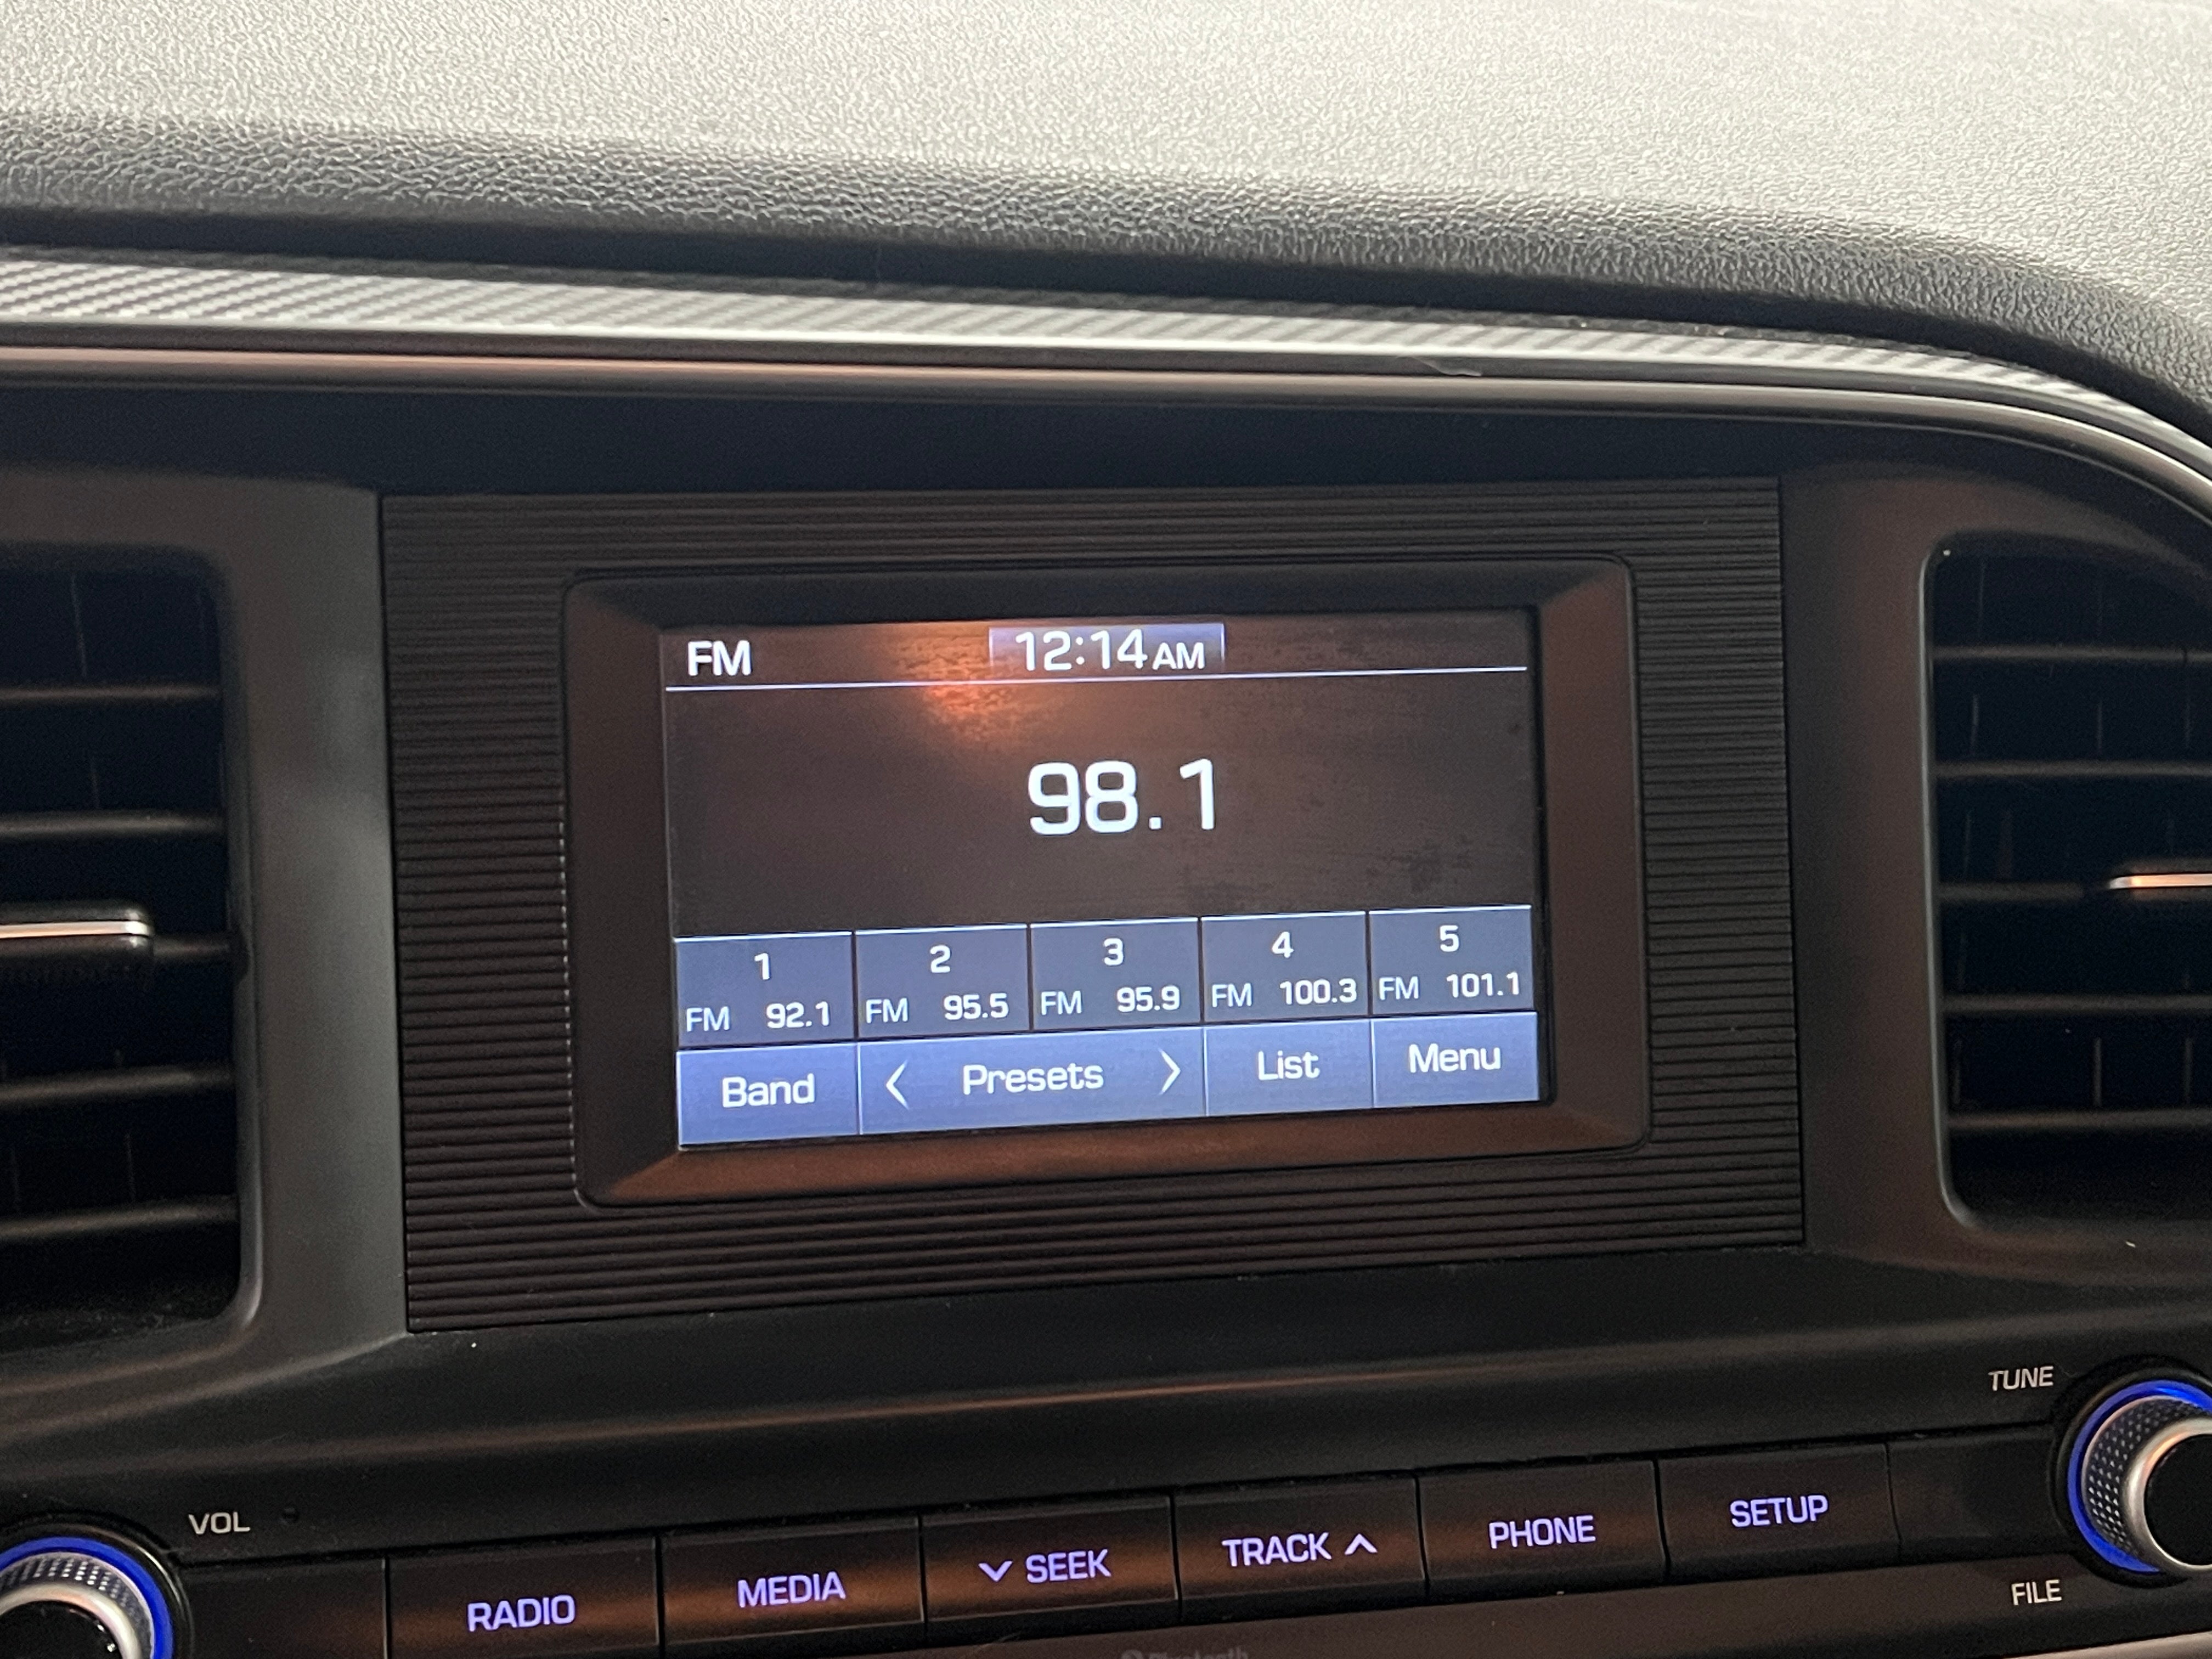 FM 12:14 AM
98.1
1 2 3 4 5
FM 92.1 FM 95.5 FM 95.9 FM 100.3 FM 101.1
Band < Presets > List Menu
TUNE
VOL
RADIO MEDIA ∨ SEEK TRACK ∧ PHONE SETUP
FILE